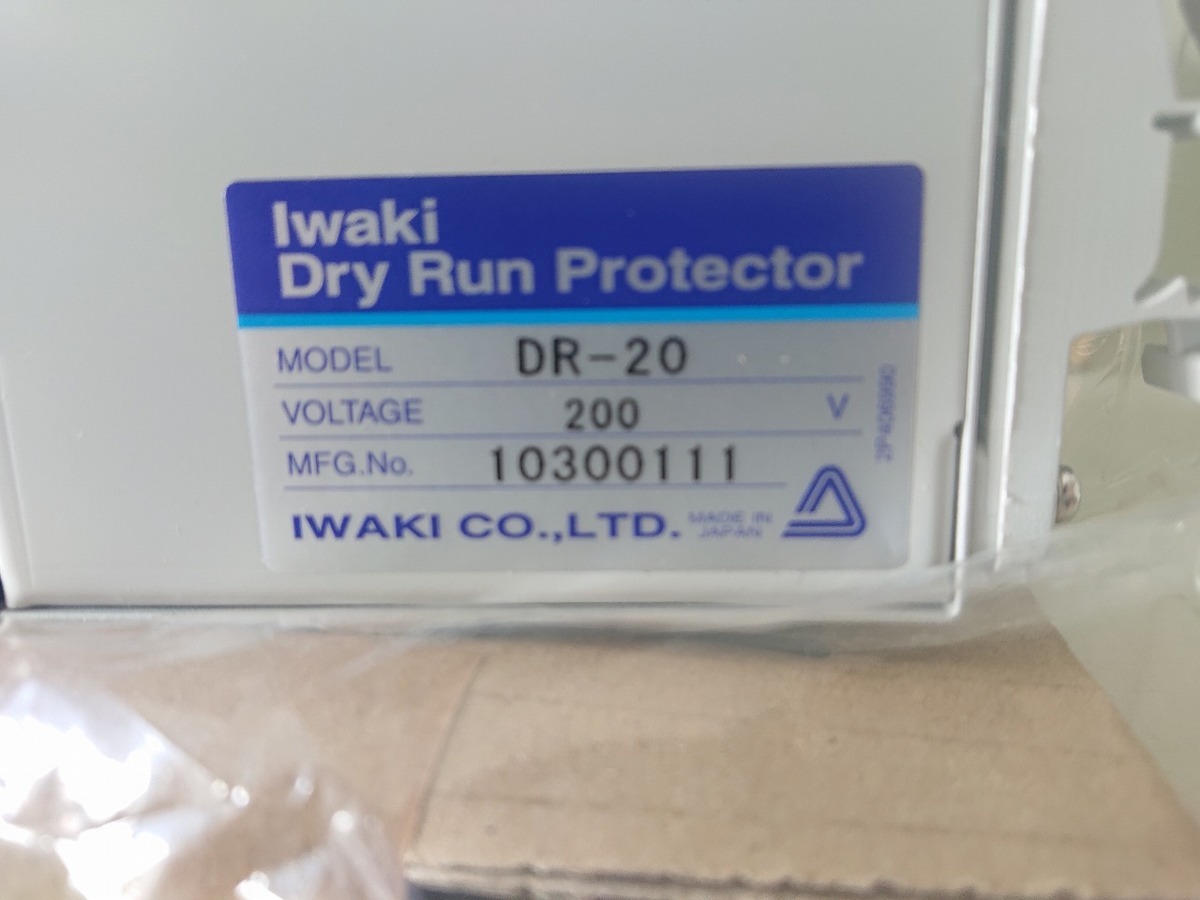 Iwaki
Dry Run Protector
MODEL DR-20
VOLTAGE 200 V
MFG.No. 10300111
IWAKI CO.,LTD. MADE IN
JAPAN